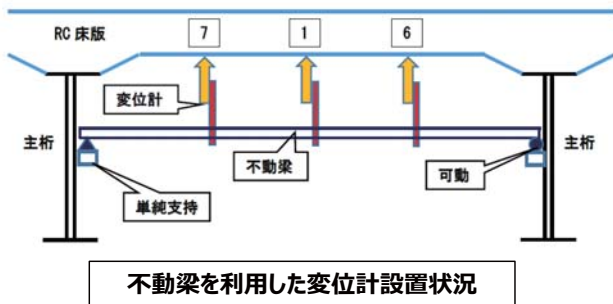 RC 床版
7
1
6
変位計
主桁
主桁
不動梁
可動
単純支持
不動梁を利用した変位計設置状況